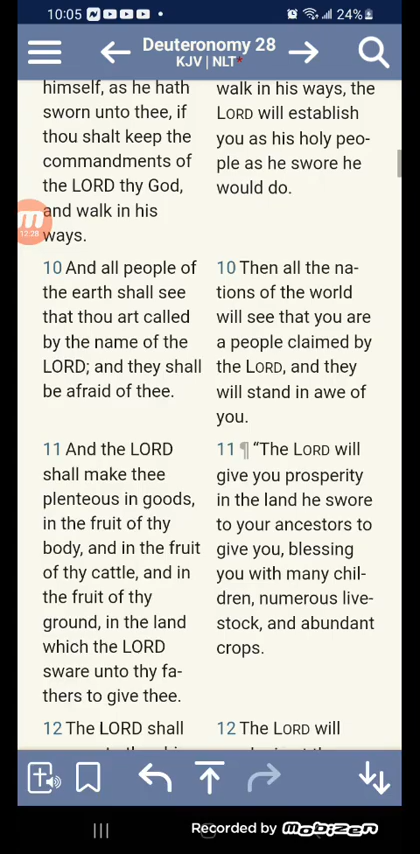 10:05
24%
Deuteronomy 28
KJV | NLT*
himself, as he hath
sworn unto thee, if
thou shalt keep the
commandments of
the LORD thy God,
and walk in his
ways.
12:28
10 And all people of
the earth shall see
that thou art called
by the name of the
LORD; and they shall
be afraid of thee.
11 And the LORD
shall make thee
plenteous in goods,
in the fruit of thy
body, and in the fruit
of thy cattle, and in
the fruit of thy
ground, in the land
which the LORD
sware unto thy fa-
thers to give thee.
12 The LORD shall
walk in his ways, the
LORD will establish
you as his holy peo-
ple as he swore he
would do.
10 Then all the na-
tions of the world
will see that you are
a people claimed by
the LORD, and they
will stand in awe of
you.
11 ¶ “The LORD will
give you prosperity
in the land he swore
to your ancestors to
give you, blessing
you with many chil-
dren, numerous live-
stock, and abundant
crops.
12 The LORD will
Recorded by mobizen